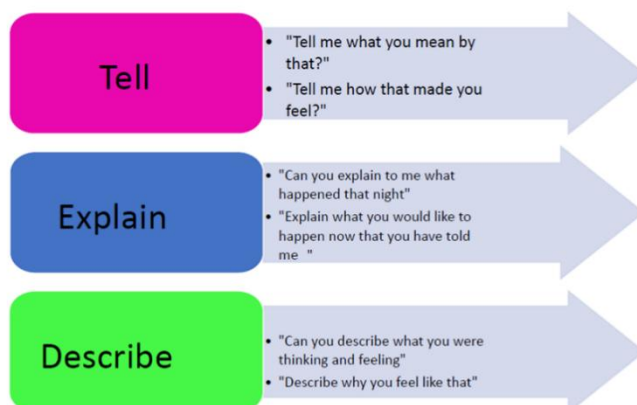 Tell
• "Tell me what you mean by
that?"
• "Tell me how that made you
feel?"
Explain
• "Can you explain to me what
happened that night"
• "Explain what you would like to
happen now that you have told
me  "
Describe
• "Can you describe what you were
thinking and feeling"
• "Describe why you feel like that"